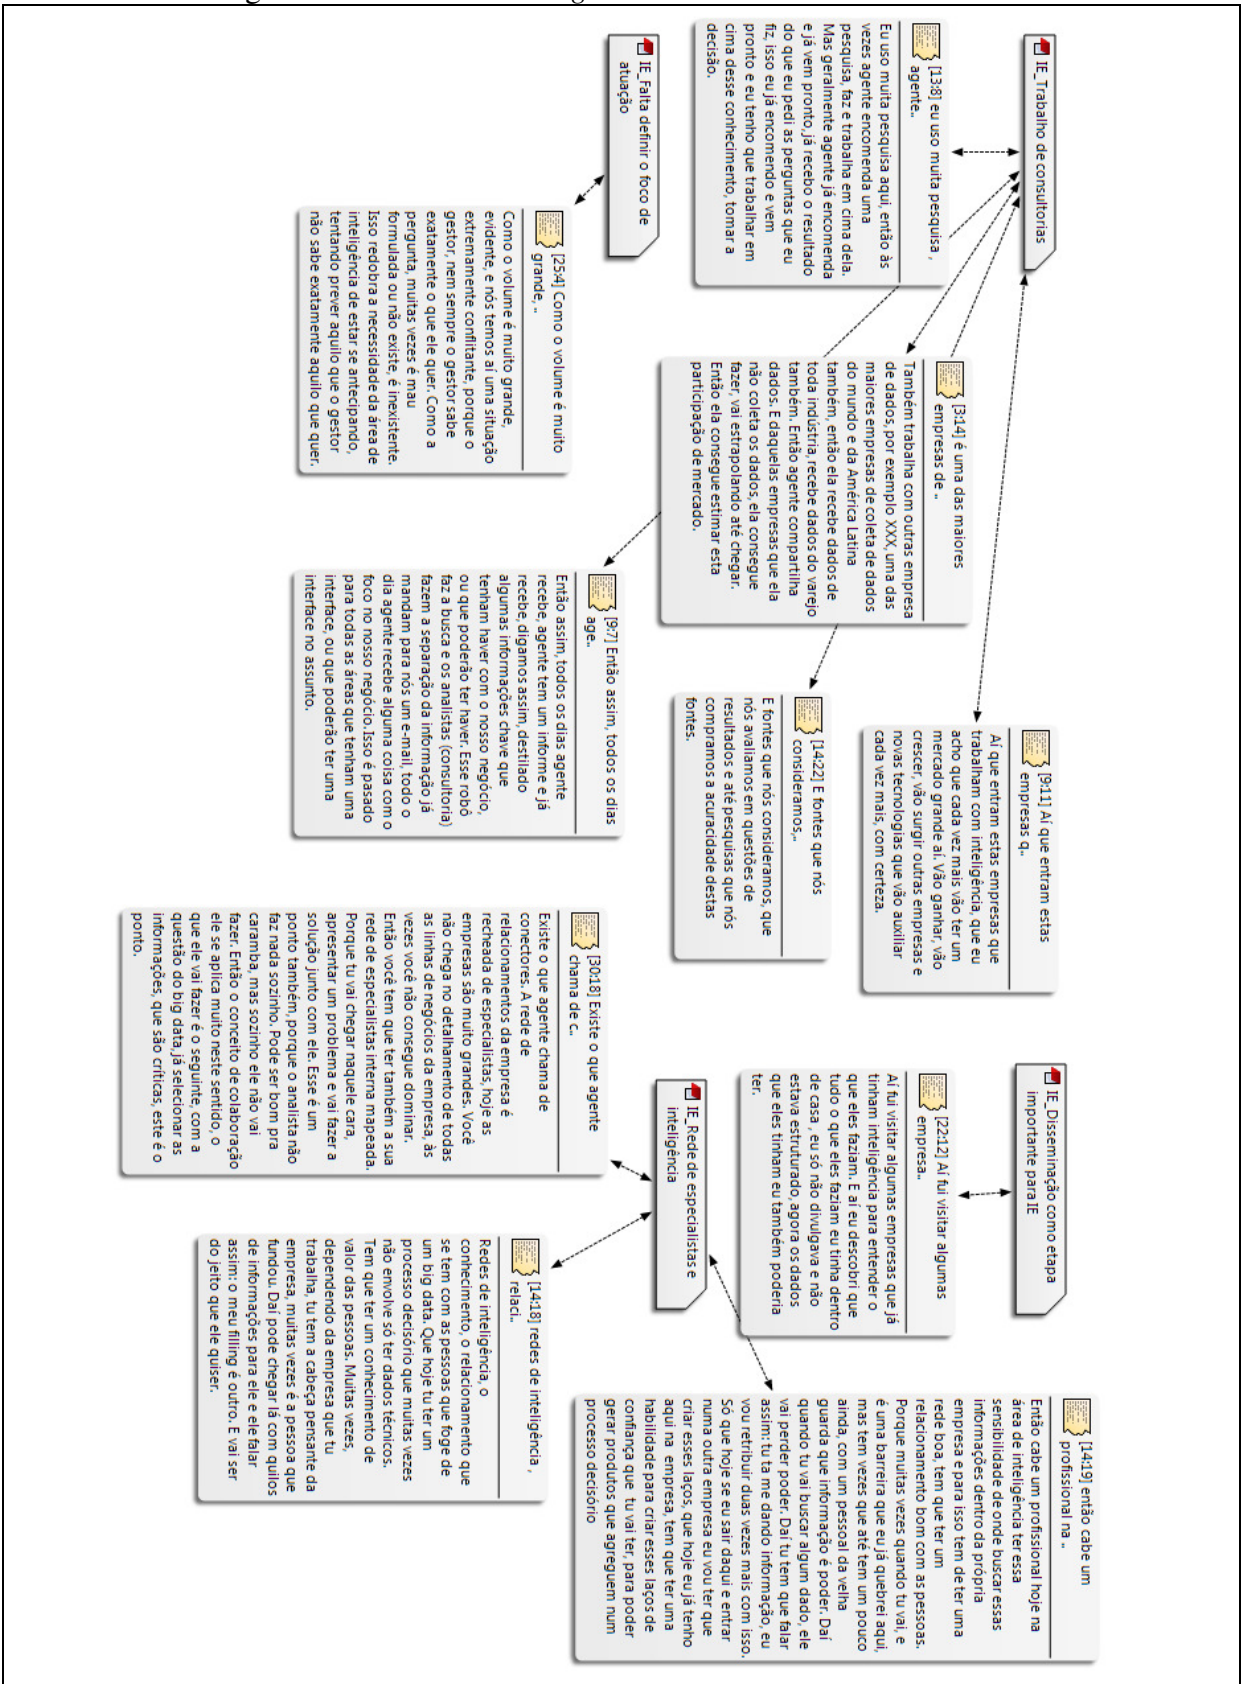 IE_Trabalho de consultorias
[13:8] eu uso muita pesquisa ,
agente..
Eu uso muita pesquisa aqui, então às
vezes agente encomenda uma
pesquisa, faz e trabalha em cima dela.
Mas geralmente agente já encomenda
e já vem pronto, já recebo o resultado
do que eu pedi as perguntas que eu
fiz, isso eu já encomendo e vem
pronto e eu tenho que trabalhar em
cima desse conhecimento, tomar a
decisão.
IE_Falta definir o foco de
atuação
[25:4] Como o volume é muito
grande, ..
Como o volume é muito grande,
evidente, e nós temos aí uma situação
extremamente conflitante, porque o
gestor, nem sempre o gestor sabe
exatamente o que ele quer. Como a
pergunta, muitas vezes é mau
formulada ou não existe, é inexistente.
Isso redobra a necessidade da área de
inteligência de estar se antecipando,
tentando prever aquilo que o gestor
não sabe exatamente aquilo que quer.
[3:14] é uma das maiores
empresas de ..
Também trabalha com outras empresa
de dados, por exemplo XXX, uma das
maiores empresas de coleta de dados
do mundo e da América Latina
também, então ela recebe dados de
toda indústria, recebe dados do varejo
também. Então agente compartilha
dados. E daquelas empresas que ela
não coleta os dados, ela consegue
fazer, vai estrapolando até chegar.
Então ela consegue estimar esta
participação de mercado.
[9:7] Então assim, todos os dias
age..
Então assim, todos os dias agente
recebe, agente tem um informe e já
recebe, digamos assim, destilado
algumas informações chave que
tenham haver com o nosso negócio,
ou que poderão ter haver. Esse robô
faz a busca e os analistas (consultoria)
fazem a separação da informação já
mandam para nós um e-mail, todo o
dia agente recebe alguma coisa com o
foco no nosso negócio. Isso é pasado
para todas as áreas que tenham uma
interface, ou que poderão ter uma
interface no assunto.
[9:11] Aí que entram estas
empresas q..
Aí que entram estas empresas que
trabalham com inteligência, que eu
acho que cada vez mais vão ter um
mercado grande aí. Vão ganhar, vão
crescer, vão surgir outras empresas e
novas tecnologias que vão auxiliar
cada vez mais, com certeza.
[14:22] E fontes que nós
consideramos,..
E fontes que nós consideramos, que
nós avaliamos em questões de
resultados e até pesquisas que nós
compramos a acuracidade destas
fontes.
IE_Disseminação como etapa
importante para IE
[22:12] Aí fui visitar algumas
empresa..
Aí fui visitar algumas empresas que já
tinham inteligência para entender o
que eles faziam. E aí eu descobri que
tudo o que eles faziam eu tinha dentro
de casa , eu só não divulgava e não
estava estruturado, agora os dados
que eles tinham eu também poderia
ter.
IE_Rede de especialistas e
inteligência
[30:18] Existe o que agente
chama de c..
Existe o que agente chama de
conectores. A rede de
relacionamentos da empresa é
recheada de especialistas, hoje as
empresas são muito grandes. Você
não chega no detalhamento de todas
as linhas de negócios da empresa, às
vezes você não consegue dominar.
Então você tem que ter também a sua
rede de especialistas interna mapeada.
Porque tu vai chegar naquele cara,
apresentar um problema e vai fazer a
solução junto com ele. Esse é um
ponto também, porque o analista não
faz nada sozinho. Pode ser bom pra
caramba, mas sozinho ele não vai
fazer. Então o conceito de colaboração
ele se aplica muito neste sentido, o
que ele vai fazer é o seguinte, com a
questão do big data, já selecionar as
informações, que são críticas, este é o
ponto.
[14:18] redes de inteligência ,
relaci..
Redes de inteligência, o
conhecimento, o relacionamento que
se tem com as pessoas que foge de
um big data. Que hoje tu ter um
processo decisório que muitas vezes
não envolve só ter dados técnicos.
Tem que ter um conhecimento de
valor das pessoas. Muitas vezes,
dependendo da empresa que tu
trabalha, tu tem a cabeça pensante da
empresa, muitas vezes é a pessoa que
fundou. Daí pode chegar lá com quilos
de informações para ele e ele falar
assim: o meu filling é outro. E vai ser
do jeito que ele quiser.
[14:19] então cabe um
profissional na ..
Então cabe um profissional hoje na
área de inteligência ter essa
sensibilidade de onde buscar essas
informações dentro da própria
empresa e para isso tem de ter uma
rede boa, tem que ter um
relacionamento bom com as pessoas.
Porque muitas vezes quando tu vai, e
é uma barreira que eu já quebrei aqui,
mas tem vezes que até tem um pouco
ainda, com um pessoal da velha
guarda que informação é poder. Daí
quando tu vai buscar algum dado, ele
vai perder poder. Daí tu tem que falar
assim: tu ta me dando informação, eu
vou retribuir duas vezes mais com isso.
Só que hoje se eu sair daqui e entrar
numa outra empresa eu vou ter que
criar esses laços, que hoje eu já tenho
aqui na empresa, tem que ter uma
habilidade para criar esses laços de
confiança que tu vai ter, para poder
gerar produtos que agreguem num
processo decisório